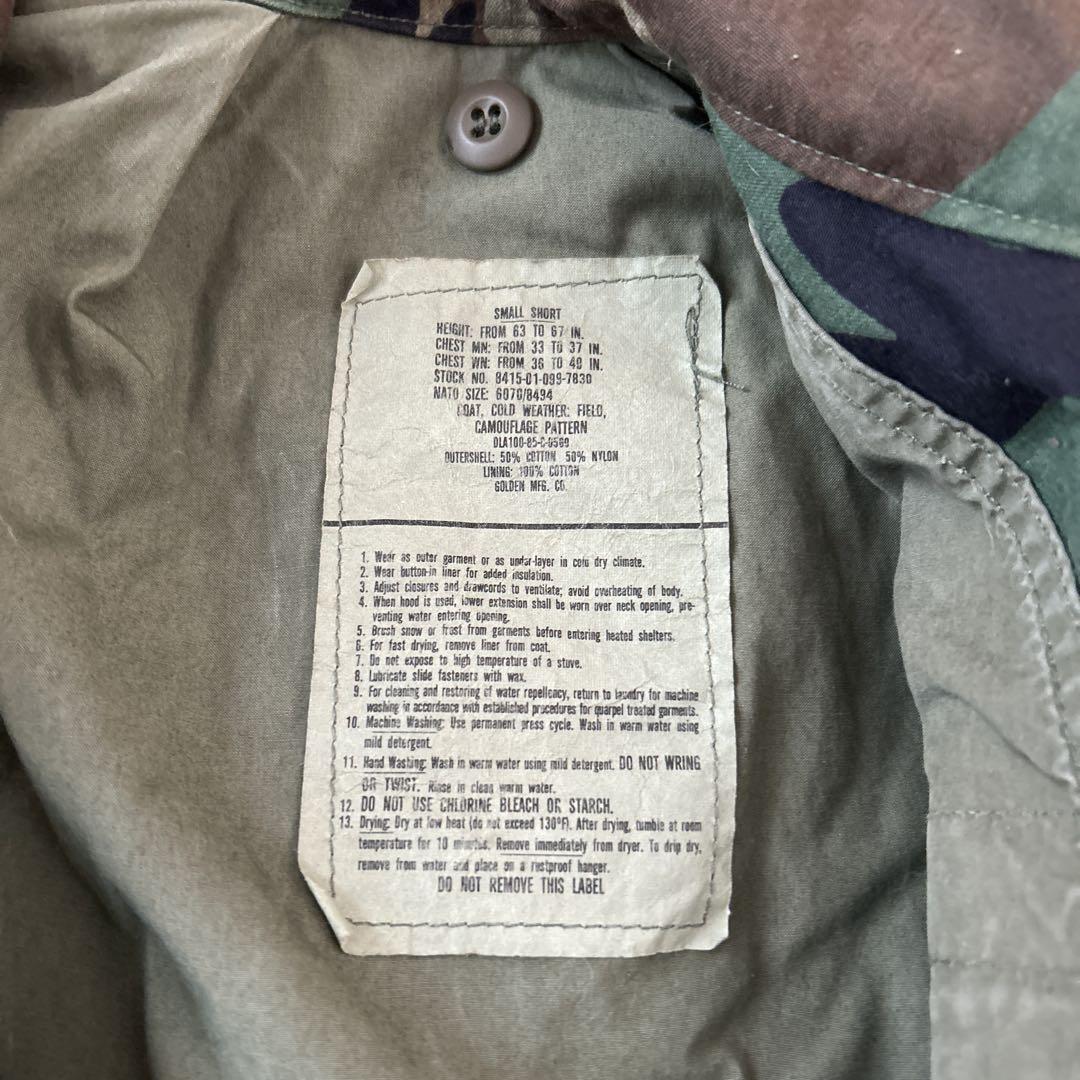 SMALL SHORT
HEIGHT: FROM 63 TO 67 IN.
CHEST MN: FROM 33 TO 37 IN.
CHEST WN: FROM 36 TO 40 IN.
STOCK NO. 8415-01-099-7830
NATO SIZE: 6070/8494
COAT, COLD WEATHER: FIELD,
CAMOUFLAGE PATTERN
DLA100-85-C-0569
OUTERSHELL: 50% COTTON 50% NYLON
LINING: 100% COTTON
GOLDEN MFG. CO.
1. Wear as outer garment or as under-layer in cold dry climate.
2. Wear button-in liner for added insulation.
3. Adjust closures and drawcords to ventilate; avoid overheating of body.
4. When hood is used, lower extension shall be worn over neck opening, pre-
venting water entering opening.
5. Brush snow or frost from garments before entering heated shelters.
6. For fast drying, remove liner from coat.
7. Do not expose to high temperature of a stove.
8. Lubricate slide fasteners with wax.
9. For cleaning and restoring of water repellency, return to laundry for machine
washing in accordance with established procedures for quarpel treated garments.
10. Machine Washing: Use permanent press cycle. Wash in warm water using
mild detergent.
11. Hand Washing: Wash in warm water using mild detergent. DO NOT WRING
OR TWIST. Rinse in clean warm water.
12. DO NOT USE CHLORINE BLEACH OR STARCH.
13. Drying: Dry at low heat (do not exceed 130°F). After drying, tumble at room
temperature for 10 minutes. Remove immediately from dryer. To drip dry,
remove from water and place on a rustproof hanger.
DO NOT REMOVE THIS LABEL